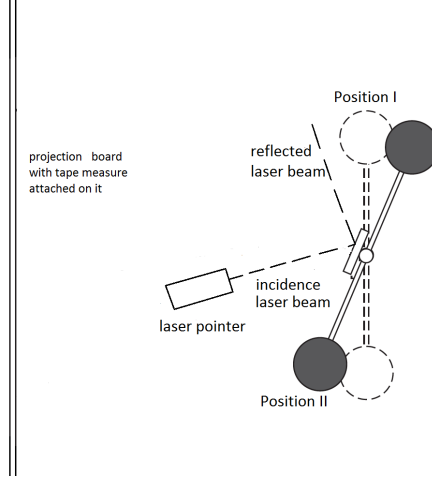 Position I
projection board
with tape measure
attached on it
reflected
laser beam
incidence
laser beam
laser pointer
Position II